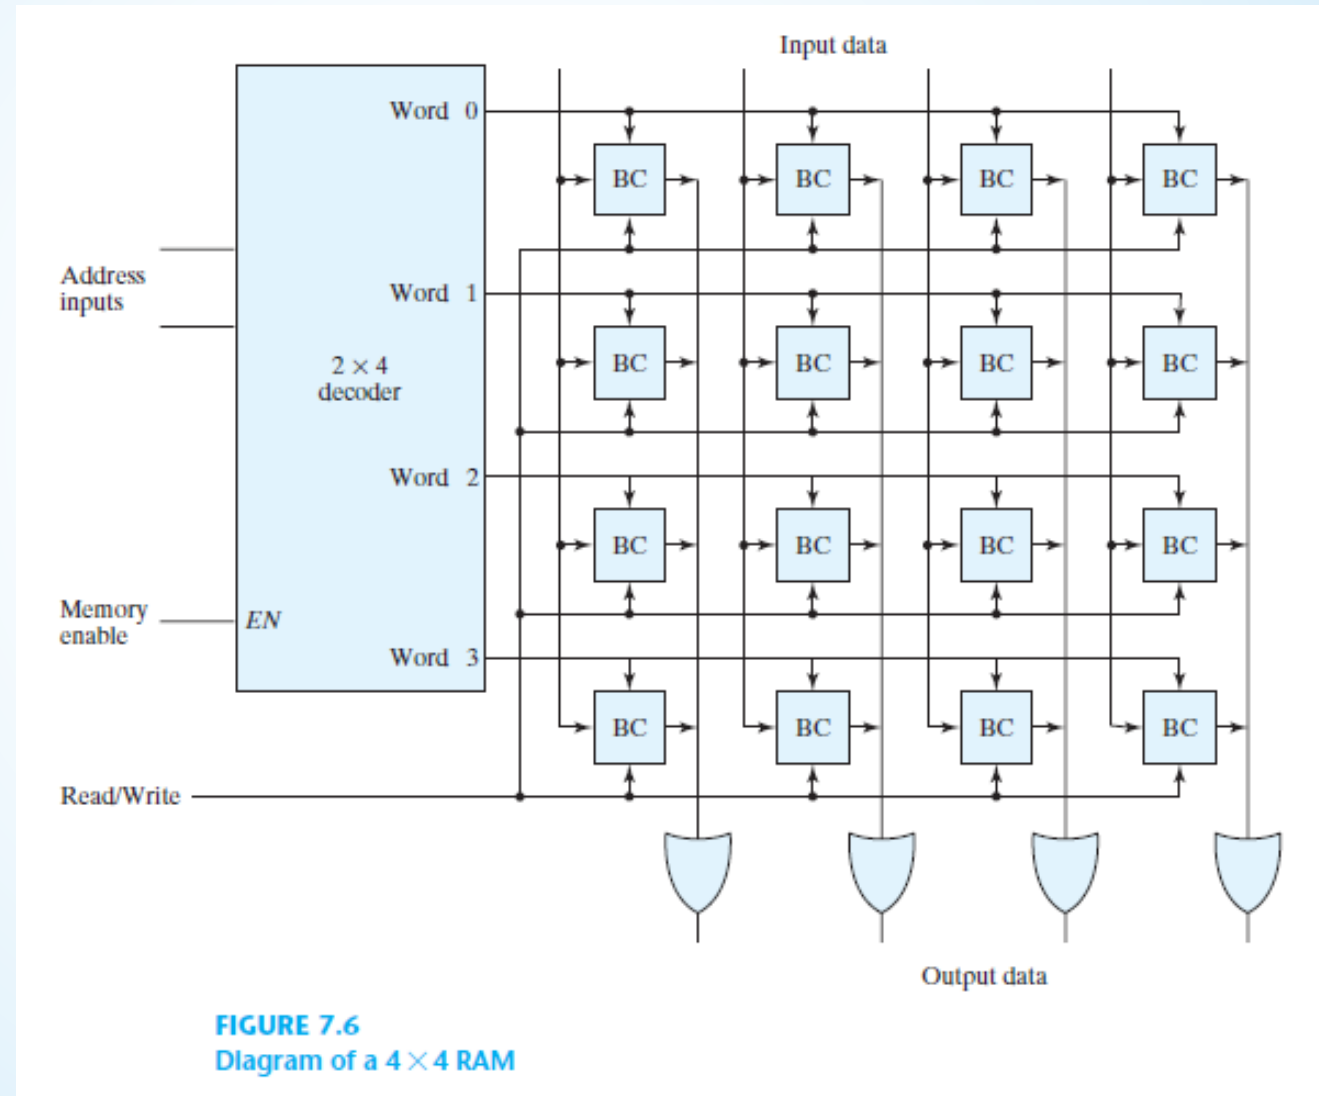 Input data
Word 0
BC BC BC BC
Address
inputs
Word 1
2 × 4
decoder
BC BC BC BC
Word 2
BC BC BC BC
Memory
enable
EN
Word 3
BC BC BC BC
Read/Write
Output data
FIGURE 7.6
Diagram of a 4 × 4 RAM